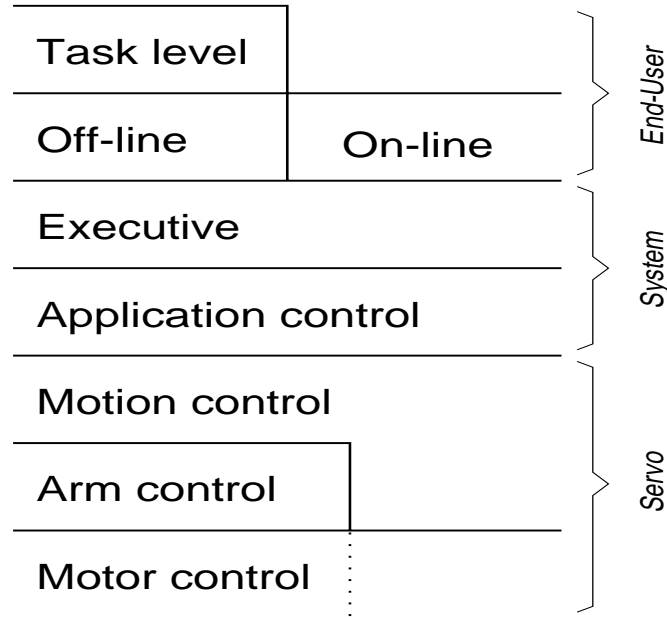 Task level
Off-line
On-line
End-User
Executive
Application control
System
Motion control
Arm control
Motor control
Servo